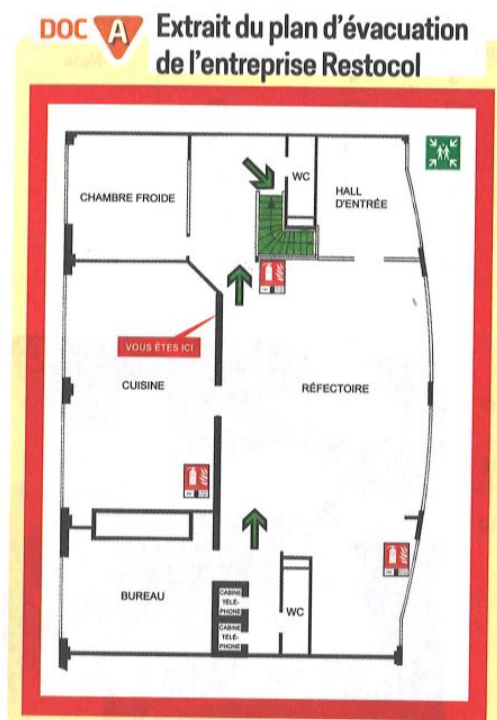 DOC A Extrait du plan d'évacuation
de l'entreprise Restocol
CHAMBRE FROIDE
WC
HALL
D'ENTRÉE
VOUS ÊTES ICI
CUISINE
RÉFECTOIRE
BUREAU
CABINE
TÉLÉ-
PHONE
CABINE
TÉLÉ-
PHONE
WC